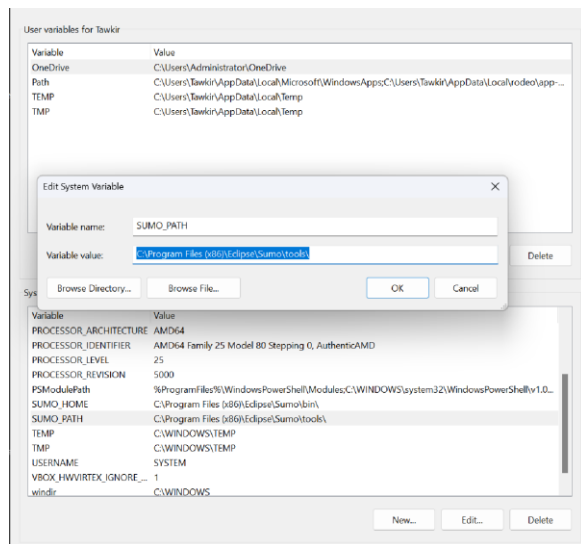 User variables for Tawkir
Variable Value
OneDrive C:\Users\Administrator\OneDrive
Path C:\Users\Tawkir\AppData\Local\Microsoft\WindowsApps;C:\Users\Tawkir\AppData\Local\rodeo\app-...
TEMP C:\Users\Tawkir\AppData\Local\Temp
TMP C:\Users\Tawkir\AppData\Local\Temp
Edit System Variable
Variable name: SUMO_PATH
Variable value: C:\Program Files (x86)\Eclipse\Sumo\tools\
Browse Directory... Browse File... OK Cancel
Delete
Sys
Variable Value
PROCESSOR_ARCHITECTURE AMD64
PROCESSOR_IDENTIFIER AMD64 Family 25 Model 80 Stepping 0, AuthenticAMD
PROCESSOR_LEVEL 25
PROCESSOR_REVISION 5000
PSModulePath %ProgramFiles%\WindowsPowerShell\Modules;C:\WINDOWS\system32\WindowsPowerShell\v1.0...
SUMO_HOME C:\Program Files (x86)\Eclipse\Sumo\bin\
SUMO_PATH C:\Program Files (x86)\Eclipse\Sumo\tools\
TEMP C:\WINDOWS\TEMP
TMP C:\WINDOWS\TEMP
USERNAME SYSTEM
VBOX_HWVIRTEX_IGNORE_... 1
windir C:\WINDOWS
New... Edit... Delete